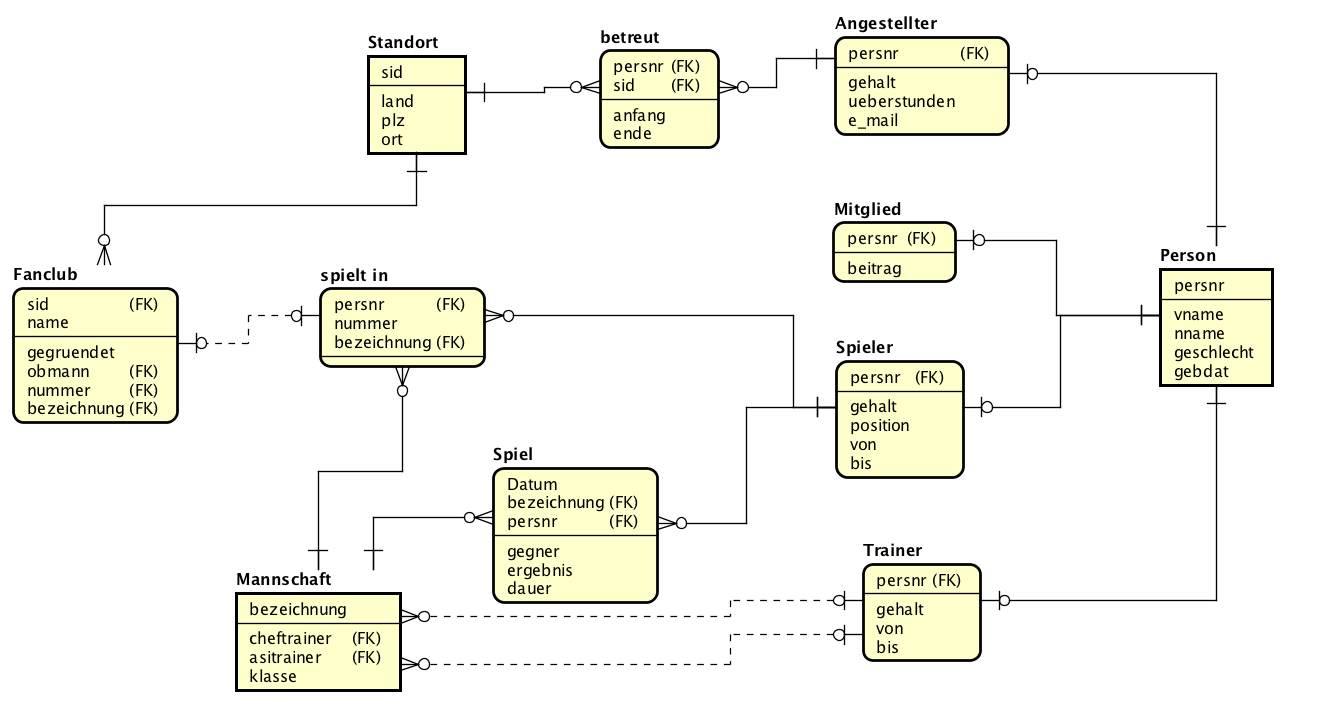 Standort
sid
land
plz
ort
betreut
persnr (FK)
sid (FK)
anfang
ende
Angestellter
persnr (FK)
gehalt
ueberstunden
e_mail
Mitglied
persnr (FK)
beitrag
Person
persnr
vname
nname
geschlecht
gebdat
Fanclub
sid (FK)
name
gegruendet
obmann (FK)
nummer (FK)
bezeichnung (FK)
spielt in
persnr (FK)
nummer
bezeichnung (FK)
Spieler
persnr (FK)
gehalt
position
von
bis
Spiel
Datum
bezeichnung (FK)
persnr (FK)
gegner
ergebnis
dauer
Mannschaft
bezeichnung
cheftrainer (FK)
asitrainer (FK)
klasse
Trainer
persnr (FK)
gehalt
von
bis